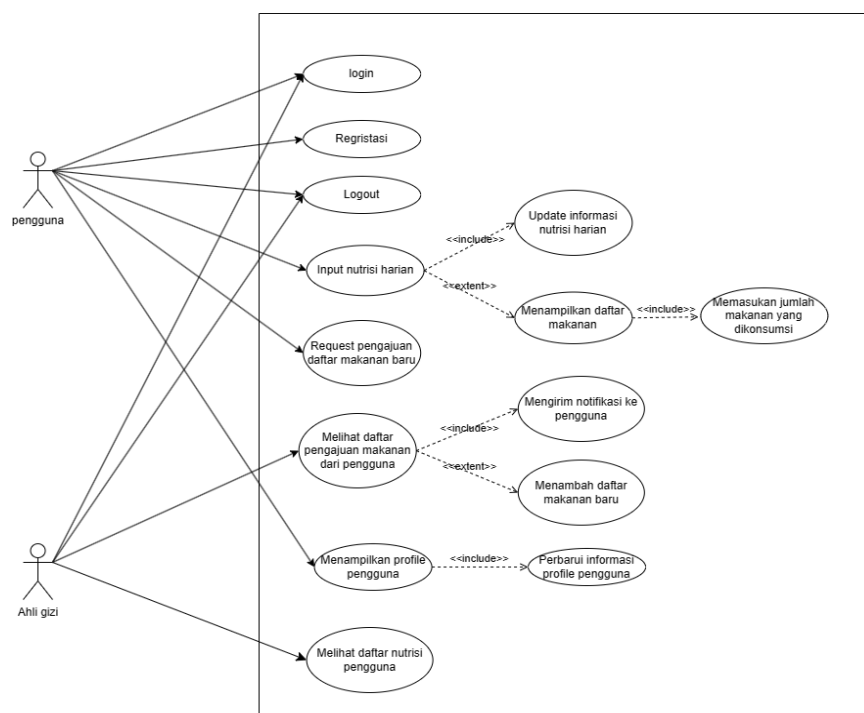 login
Regristasi
Logout
pengguna
Update informasi
nutrisi harian
<<include>>
Input nutrisi harian
<<extent>>
Menampilkan daftar
makanan
<<include>>
Memasukan jumlah
makanan yang
dikonsumsi
Request pengajuan
daftar makanan baru
Mengirim notifikasi ke
pengguna
<<include>>
Melihat daftar
pengajuan makanan
dari pengguna
<<extent>>
Menambah daftar
makanan baru
Menampilkan profile
pengguna
<<include>>
Perbarui informasi
profile pengguna
Ahli gizi
Melihat daftar nutrisi
pengguna